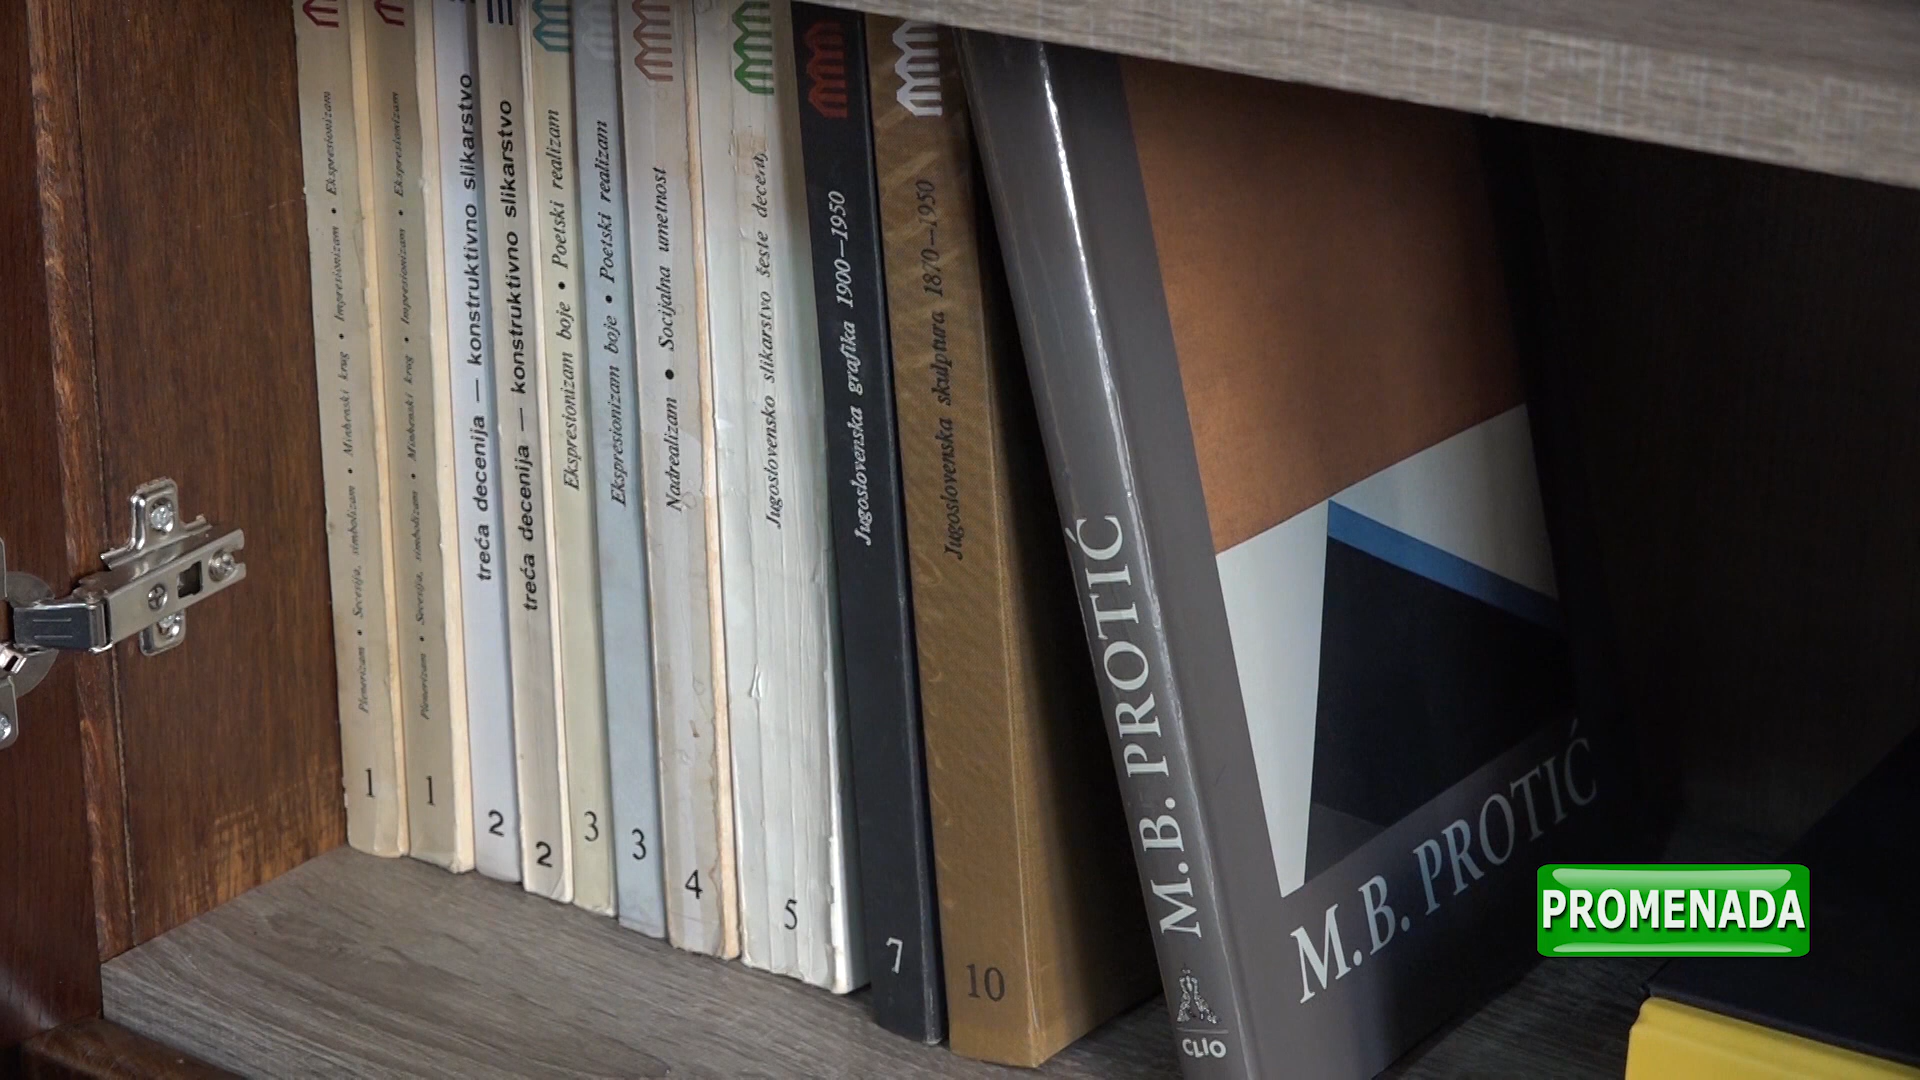 Plenerizam • Secesija, simbolizam • Minhenski krug • Impresionizam • Ekspresionizam
1
Plenerizam • Secesija, simbolizam • Minhenski krug • Impresionizam • Ekspresionizam
1
treća decenija — konstruktivno slikarstvo
2
treća decenija — konstruktivno slikarstvo
2
Ekspresionizam boje • Poetski realizam
3
Ekspresionizam boje • Poetski realizam
3
Nadrealizam • Socijalna umetnost
4
Jugoslovensko slikarstvo šeste decenije
5
Jugoslovenska grafika 1900—1950
7
Jugoslovenska skulptura 1870—1950
10
M.B. PROTIĆ
CLIO
M.B. PROTIĆ
PROMENADA